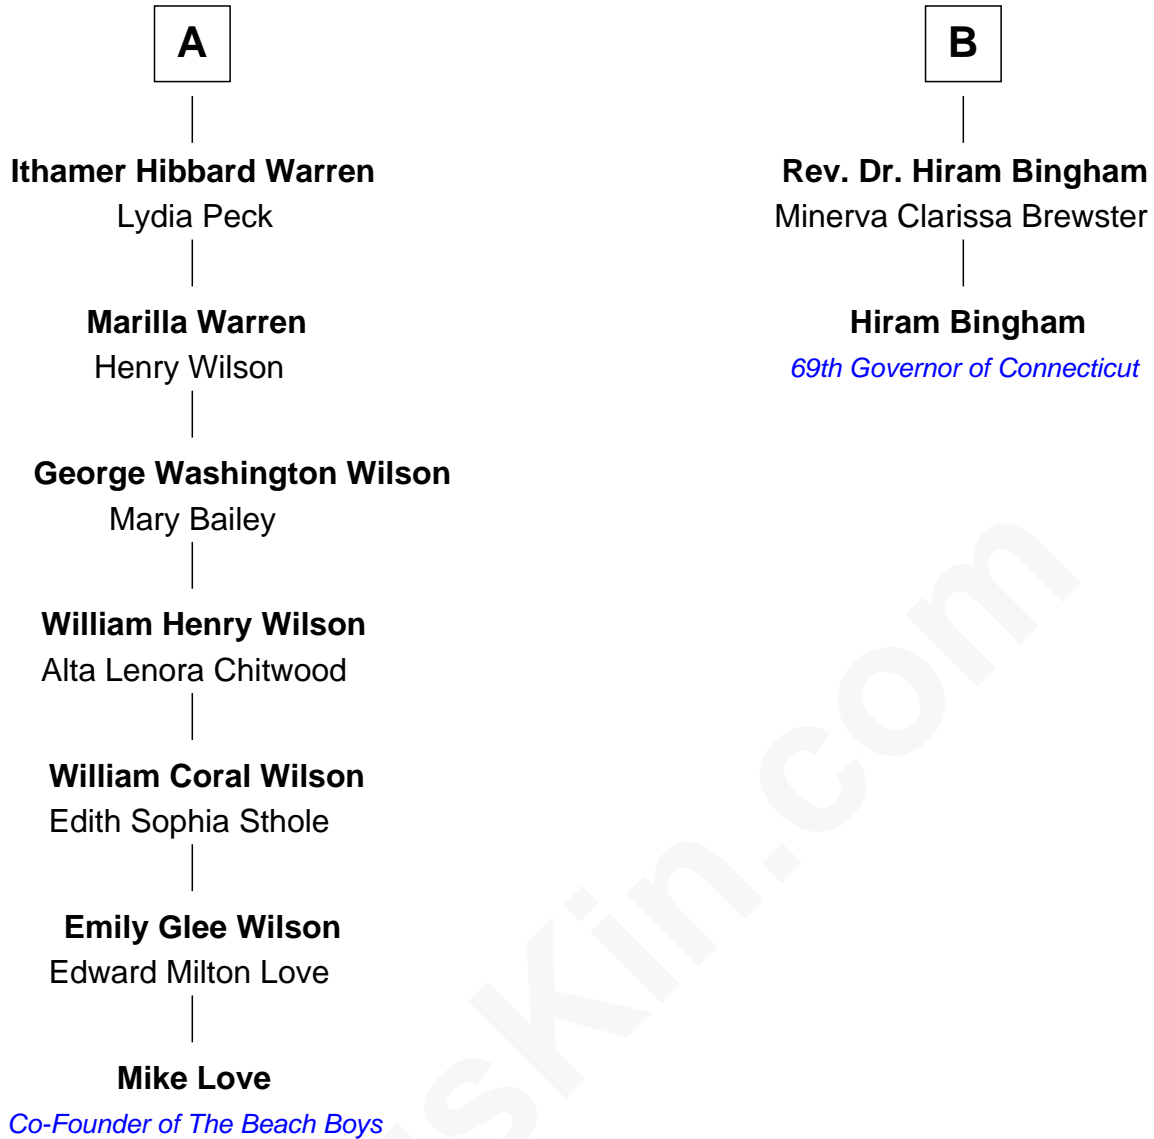 A
Ithamer Hibbard Warren
Lydia Peck
Marilla Warren
Henry Wilson
George Washington Wilson
Mary Bailey
William Henry Wilson
Alta Lenora Chitwood
William Coral Wilson
Edith Sophia Sthole
Emily Glee Wilson
Edward Milton Love
Mike Love
Co-Founder of The Beach Boys
B
Rev. Dr. Hiram Bingham
Minerva Clarissa Brewster
Hiram Bingham
69th Governor of Connecticut
usKin.com